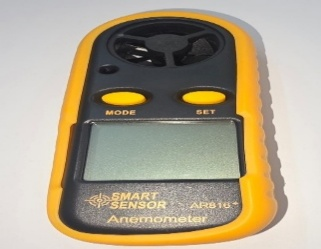 MODE SET
SMART
SENSOR AR816+
Anemometer